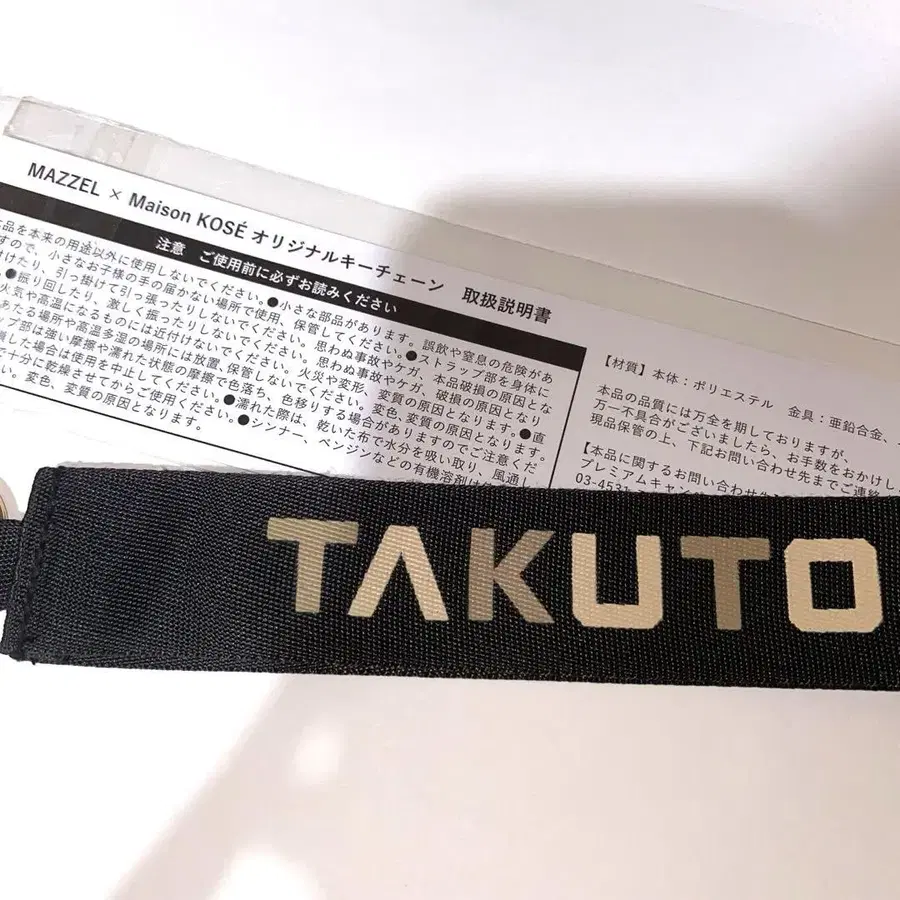 MAZZEL × Maison KOSÉ オリジナルキーチェーン 取扱説明書
注意 ご使用前に必ずお読みください
品を本来の用途以外に使用しないでください。●小さな部品があります。誤飲や窒息の危険があ
すので、小さなお子様の手の届かない場所で使用、保管してください。●ストラップ部を身体に
けたり、引っ掛けて引っ張ったりしないでください。思わぬ事故やケガ、本品破損の原因とな
●振り回したり、激しく振ったりしないでください。思わぬ事故やケガ、破損の原因となり
火気や高温になるものには近付けないでください。火災や変形、変質の原因となります。●直
あたる場所や高温多湿の場所には放置、保管しないでください。変色、変質の原因となります。
プ部は強い摩擦や濡れた状態の摩擦で色落ち、色移りする場合がありますのでご注意くだ
した場合は使用を中止してください。●濡れた際は、乾いた布で水分を吸い取り、風通し
で十分に乾燥させてからご使用ください。●シンナー、ベンジンなどの有機溶剤は
い。変色、変質の原因となります。
【材質】本体：ポリエステル 金具：亜鉛合金、
本品の品質には万全を期しておりますが、
万一不具合がございましたら、お手数をおかけし
現品保管の上、下記お問い合わせ先までご連絡
【本品に関するお問い合わせ先
プレミアムキャン
03-4531
TAKUTO